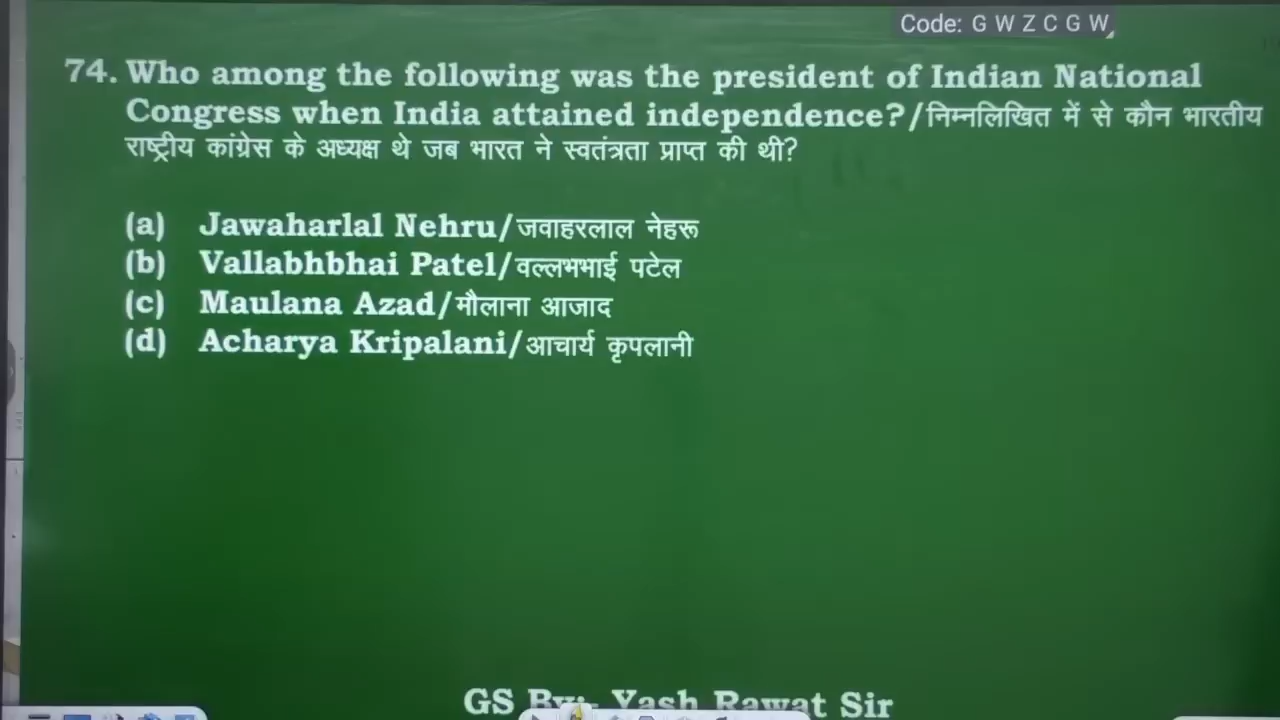 Code: G W Z C G W
74. Who among the following was the president of Indian National
Congress when India attained independence?/निम्नलिखित में से कौन भारतीय
राष्ट्रीय कांग्रेस के अध्यक्ष थे जब भारत ने स्वतंत्रता प्राप्त की थी?
(a) Jawaharlal Nehru/जवाहरलाल नेहरू
(b) Vallabhbhai Patel/वल्लभभाई पटेल
(c) Maulana Azad/मौलाना आजाद
(d) Acharya Kripalani/आचार्य कृपलानी
GS By:- Yash Rawat Sir